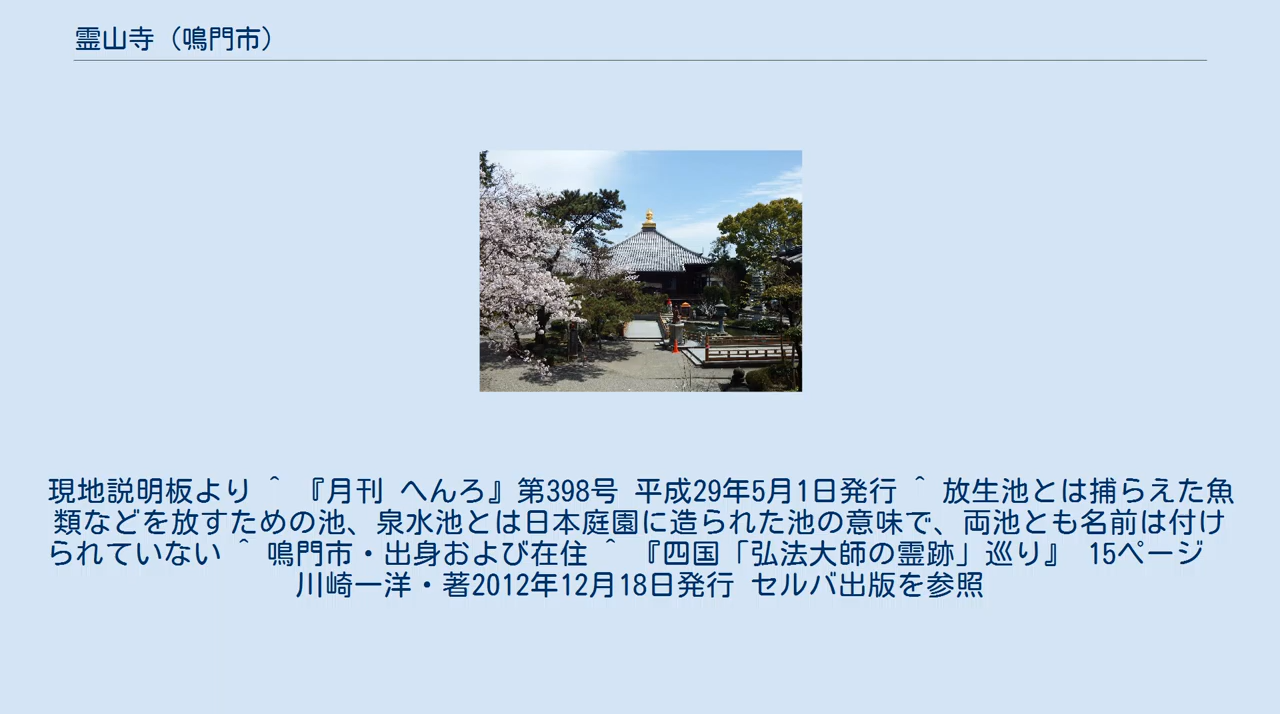 霊山寺（鳴門市）
現地説明板より ^ 『月刊 へんろ』第398号 平成29年5月1日発行 ^ 放生池とは捕らえた魚
類などを放すための池、泉水池とは日本庭園に造られた池の意味で、両池とも名前は付け
られていない ^ 鳴門市・出身および在住 ^ 『四国「弘法大師の霊跡」巡り』 15ページ
川崎一洋・著2012年12月18日発行 セルバ出版を参照